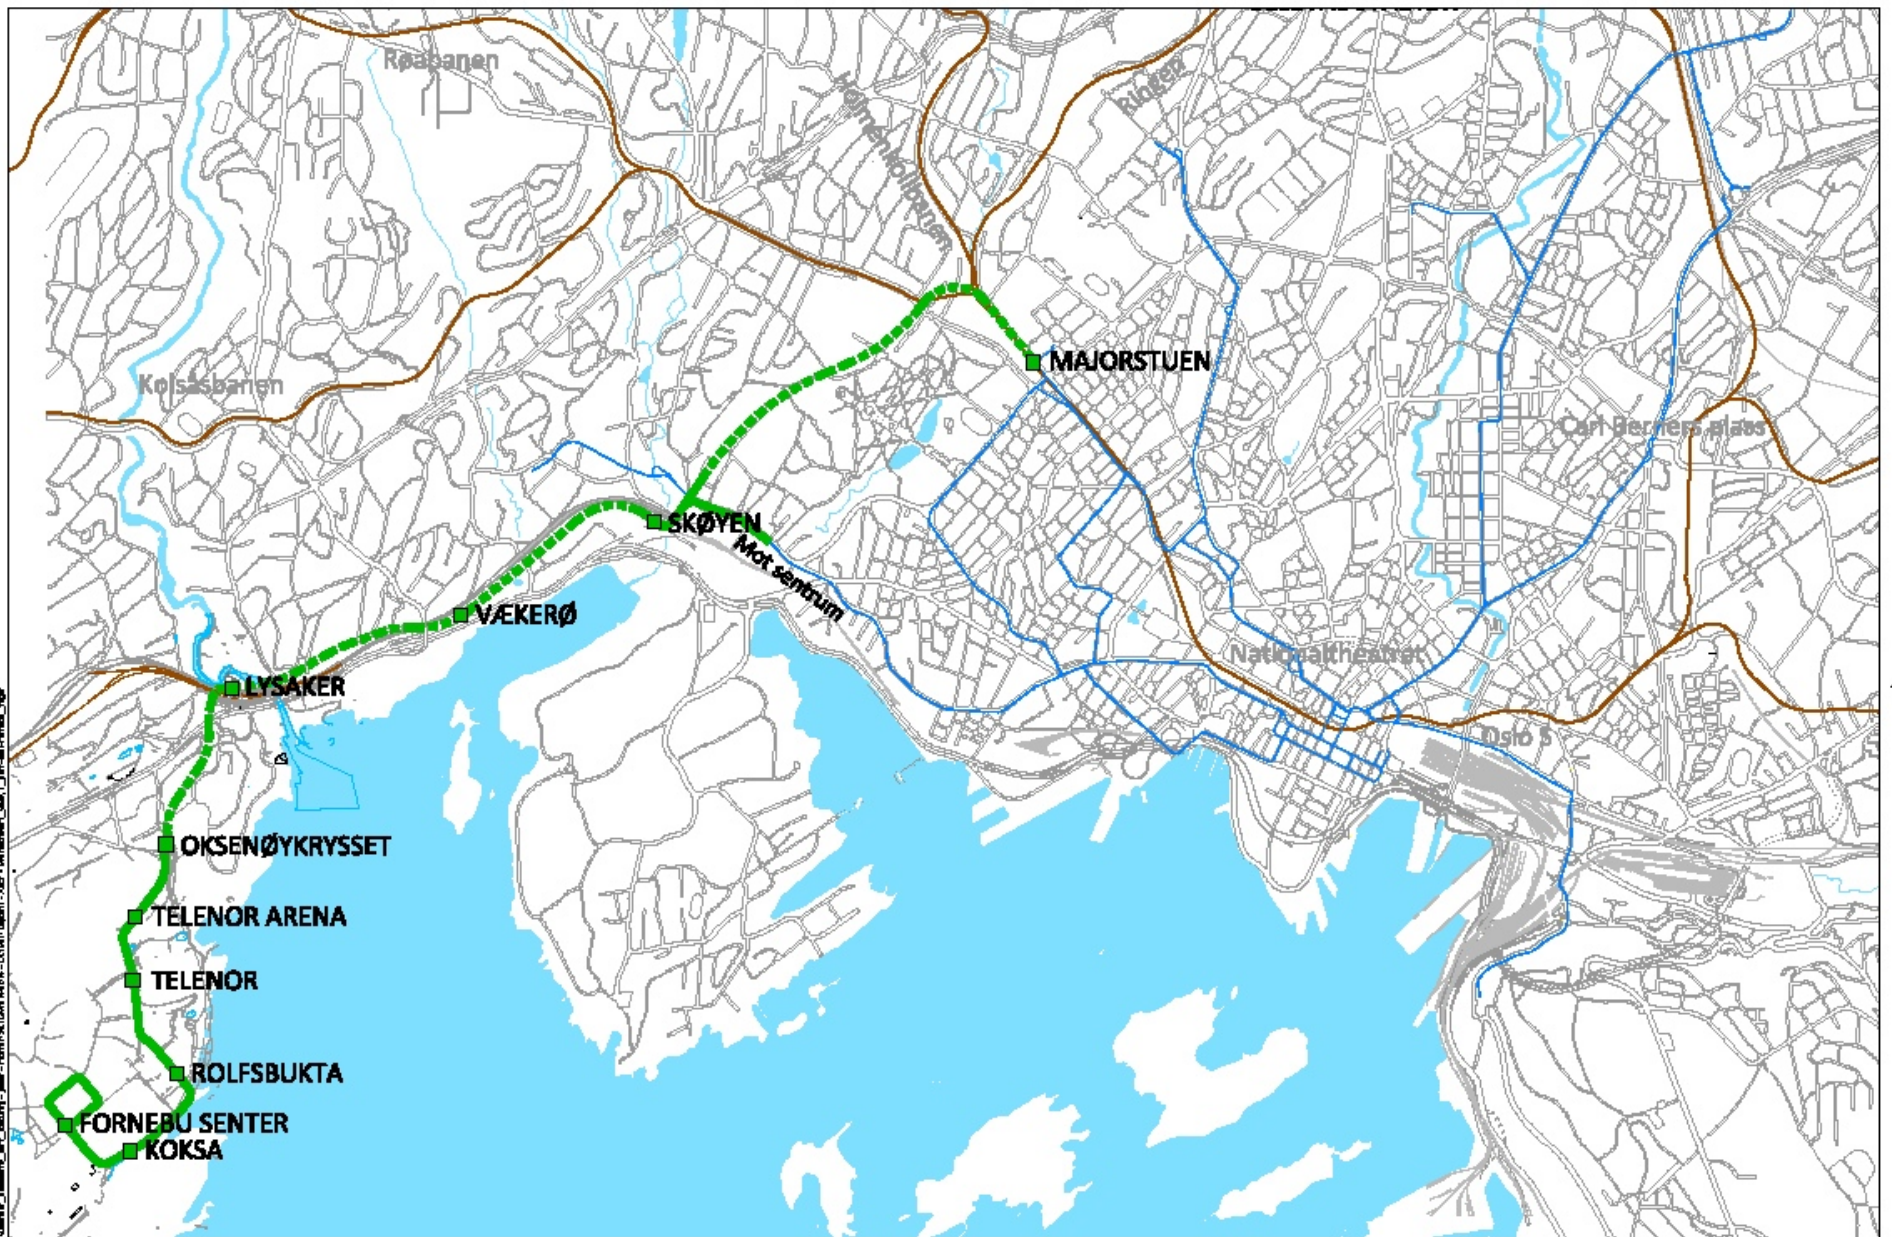 Røabanen
Holmenkollbanen
Ringen
MAJORSTUEN
Kolsåsbanen
Carl Berners plass
SKØYEN
Mot sentrum
VÆKERØ
Nationaltheatret
LYSAKER
Oslo S
OKSENØYKRYSSET
TELENOR ARENA
TELENOR
ROLFSBUKTA
FORNEBU SENTER
KOKSA